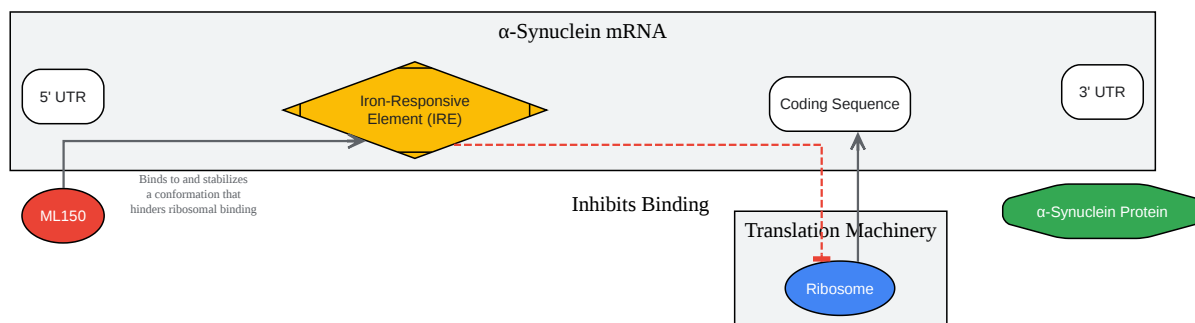 α-Synuclein mRNA
5' UTR
Iron-Responsive
Element (IRE)
Coding Sequence
3' UTR
Binds to and stabilizes
a conformation that
hinders ribosomal binding
ML150
Inhibits Binding
α-Synuclein Protein
Translation Machinery
Ribosome